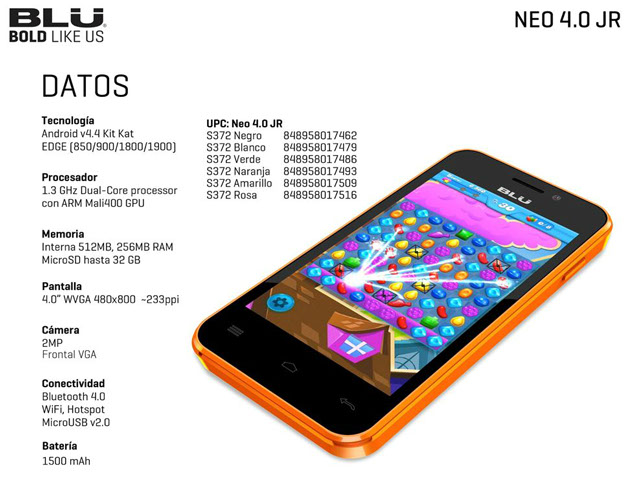 BLU
BOLD LIKE US
NEO 4.0 JR
DATOS
Tecnología
Android v4.4 Kit Kat
EDGE (850/900/1800/1900)
Procesador
1.3 GHz Dual-Core processor
con ARM Mali400 GPU
Memoria
Interna 512MB, 256MB RAM
MicroSD hasta 32 GB
Pantalla
4.0" WVGA 480x800 ~233ppi
Cámara
2MP
Frontal VGA
Conectividad
Bluetooth 4.0
WiFi, Hotspot
MicroUSB v2.0
Batería
1500 mAh
UPC: Neo 4.0 JR
S372 Negro 848958017462
S372 Blanco 848958017479
S372 Verde 848958017486
S372 Naranja 848958017493
S372 Amarillo 848958017509
S372 Rosa 848958017516
BLU
30